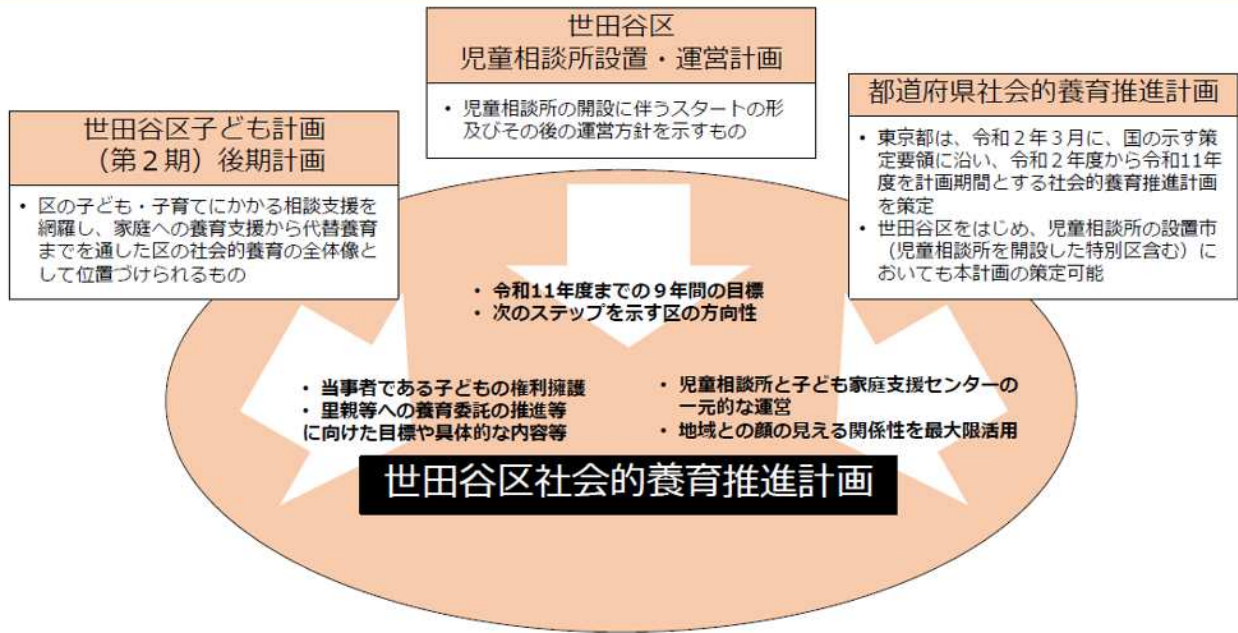 世田谷区
児童相談所設置・運営計画
• 児童相談所の開設に伴うスタートの形
及びその後の運営方針を示すもの
世田谷区子ども計画
（第２期）後期計画
• 区の子ども・子育てにかかる相談支援を
網羅し、家庭への養育支援から代替養育
までを通した区の社会的養育の全体像と
して位置づけられるもの
都道府県社会的養育推進計画
• 東京都は、令和２年３月に、国の示す策
定要領に沿い、令和２年度から令和11年
度を計画期間とする社会的養育推進計画
を策定
• 世田谷区をはじめ、児童相談所の設置市
（児童相談所を開設した特別区含む）に
おいても本計画の策定可能
• 令和11年度までの９年間の目標
• 次のステップを示す区の方向性
• 当事者である子どもの権利擁護
• 里親等への養育委託の推進等
に向けた目標や具体的な内容等
• 児童相談所と子ども家庭支援センターの
一元的な運営
• 地域との顔の見える関係性を最大限活用
世田谷区社会的養育推進計画